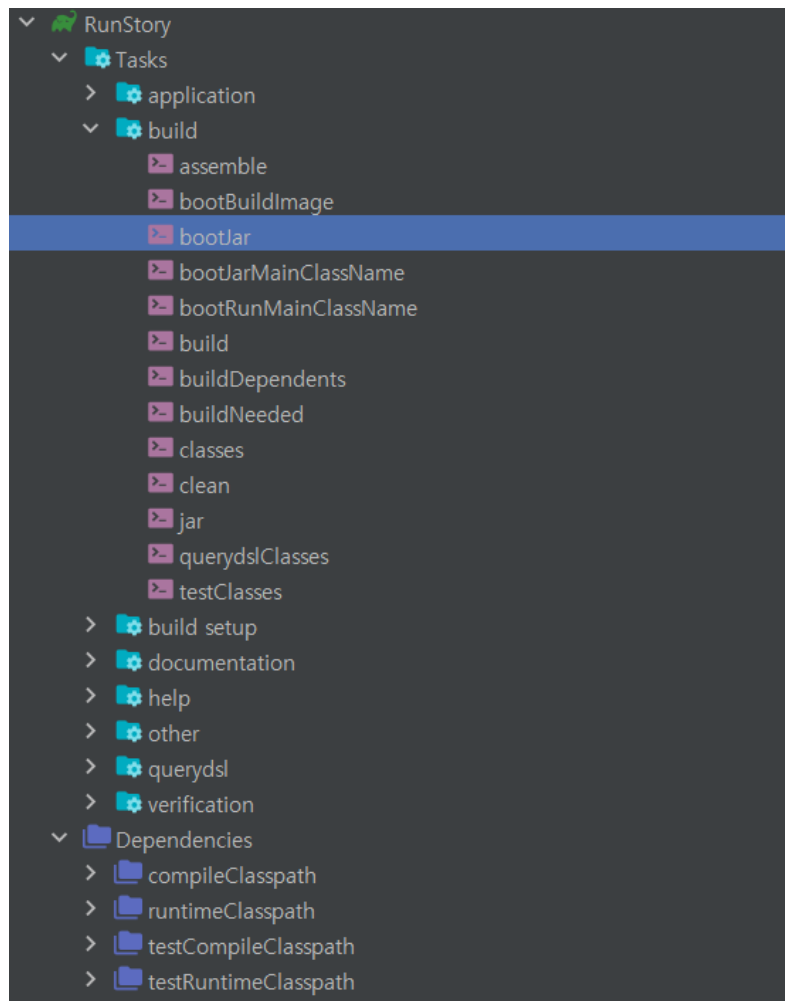 RunStory
Tasks
application
build
assemble
bootBuildImage
bootJar
bootJarMainClassName
bootRunMainClassName
build
buildDependents
buildNeeded
classes
clean
jar
querydslClasses
testClasses
build setup
documentation
help
other
querydsl
verification
Dependencies
compileClasspath
runtimeClasspath
testCompileClasspath
testRuntimeClasspath